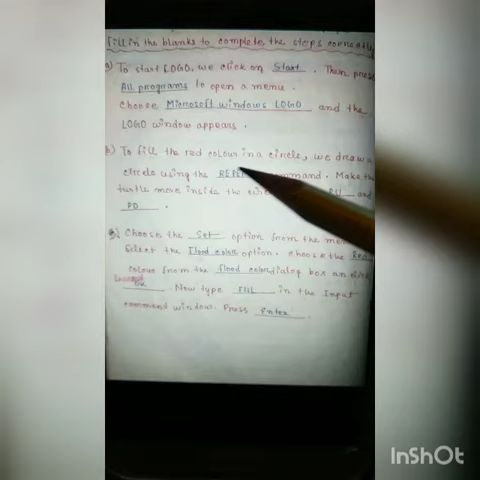 Fill in the blanks to complete the steps correctly
a) To start LOGO, we click on Start. Then press
All programs to open a menu.
Choose Microsoft windows LOGO and the
LOGO window appears.
b) To fill the red colour in a circle, we draw a
circle using the command. Make the
turtle move inside the PU and
PD.
Choose the Set option from the
Select the Flood color option. Choose the Red
colour from the flood color dialog box an click
OK. Now type FILL in the Input
command window. Press Enter.
InShOt